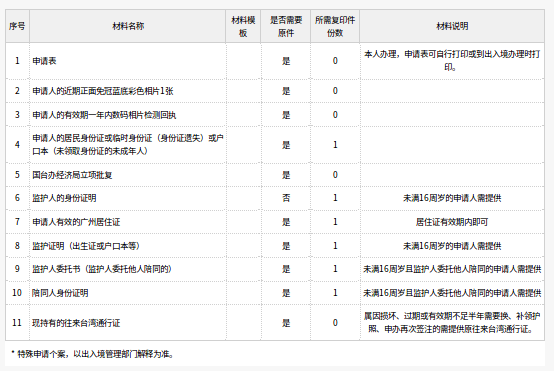 序号 材料名称 材料模板 是否需要原件 所需复印件份数 材料说明
1 申请表 是 0 本人办理，申请表可自行打印或到出入境办理时打印。
2 申请人的近期正面免冠蓝底彩色相片1张 是 0
3 申请人的有效期一年内数码相片检测回执 是 0
4 申请人的居民身份证或临时身份证（身份证遗失）或户口本（未领取身份证的未成年人） 是 1
5 国台办经济局立项批复 是 0
6 监护人的身份证明 否 1 未满16周岁的申请人需提供
7 申请人有效的广州居住证 是 1 居住证有效期内即可
8 监护证明（出生证或户口本等） 是 1 未满16周岁的申请人需提供
9 监护人委托书（监护人委托他人陪同的） 是 1 未满16周岁且监护人委托他人陪同的申请人需提供
10 陪同人身份证明 是 1 未满16周岁且监护人委托他人陪同的申请人需提供
11 现持有的往来台湾通行证 是 0 属因损坏、过期或有效期不足半年需要换、补领护照、申办再次签注的需提供原往来台湾通行证。
* 特殊申请个案，以出入境管理部门解释为准。